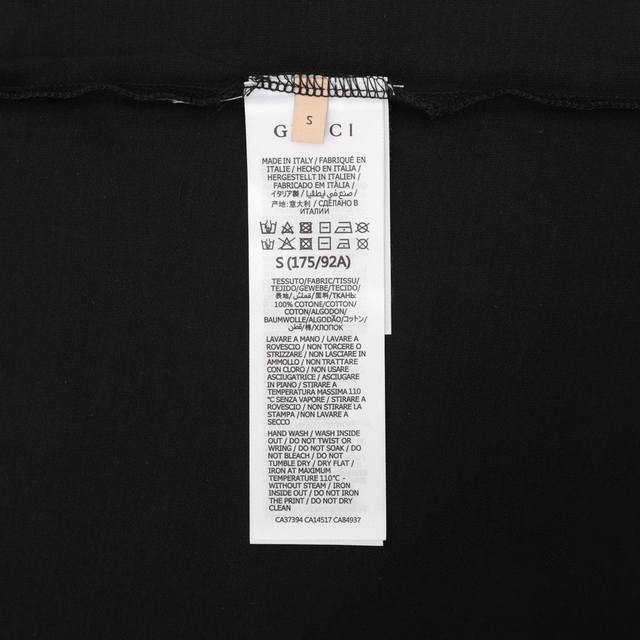 S
GUCCI
MADE IN ITALY / FABRIQUÉ EN
ITALIE / HECHO EN ITALIA /
HERGESTELLT IN ITALIEN /
FABRICADO EM ITÁLIA /
イタリア製 / صنع في إيطاليا /
产地:意大利 / СДЕЛАНО В
ИТАЛИИ
S (175/92A)
TESSUTO/FABRIC/TISSU/
TEJIDO/GEWEBE/TECIDO/
表地/قماش/面料/ТКАНЬ:
100% COTONE/COTTON/
COTON/ALGODON/
BAUMWOLLE/ALGODÃO/コットン/
قطن/棉/ХЛОПОК
LAVARE A MANO / LAVARE A
ROVESCIO / NON TORCERE O
STRIZZARE / NON LASCIARE IN
AMMOLLO / NON TRATTARE
CON CLORO / NON USARE
ASCIUGATRICE / ASCIUGARE
IN PIANO / STIRARE A
TEMPERATURA MASSIMA 110
°C SENZA VAPORE / STIRARE A
ROVESCIO / NON STIRARE LA
STAMPA /NON LAVARE A
SECCO
HAND WASH / WASH INSIDE
OUT / DO NOT TWIST OR
WRING / DO NOT SOAK / DO
NOT BLEACH / DO NOT
TUMBLE DRY / DRY FLAT /
IRON AT MAXIMUM
TEMPERATURE 110°C -
WITHOUT STEAM / IRON
INSIDE OUT / DO NOT IRON
THE PRINT / DO NOT DRY
CLEAN
CA37394 CA14517 CA84937